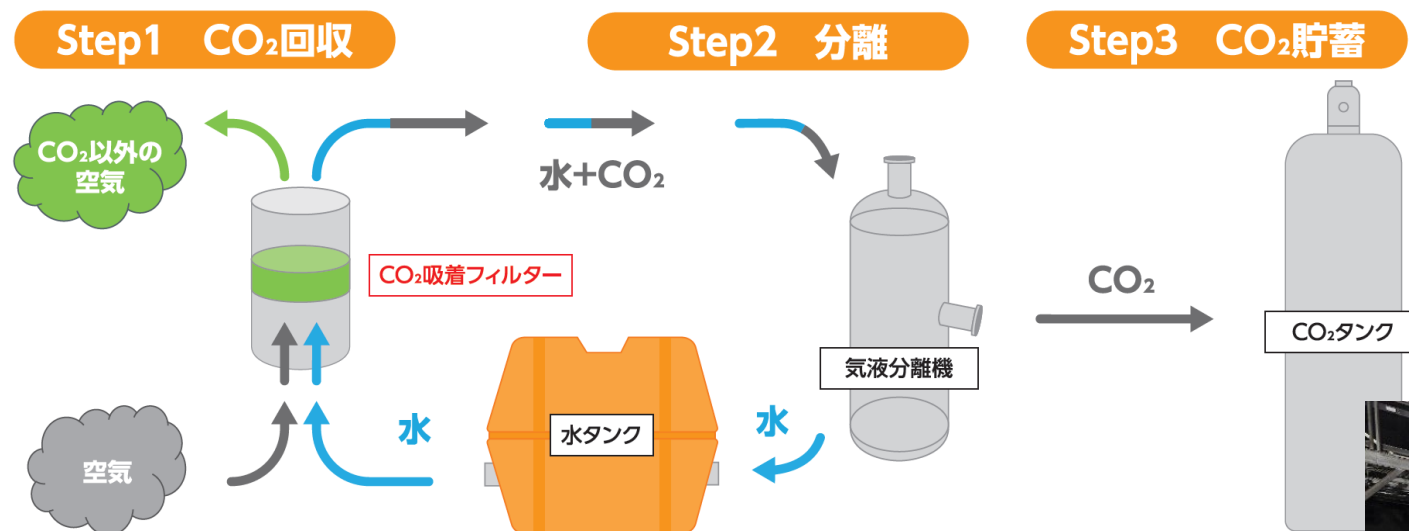 Step1 CO₂回収
Step2 分離
Step3 CO₂貯蓄
CO₂以外の
空気
水+CO₂
CO₂吸着フィルター
CO₂
CO₂タンク
気液分離機
水
水タンク
水
空気